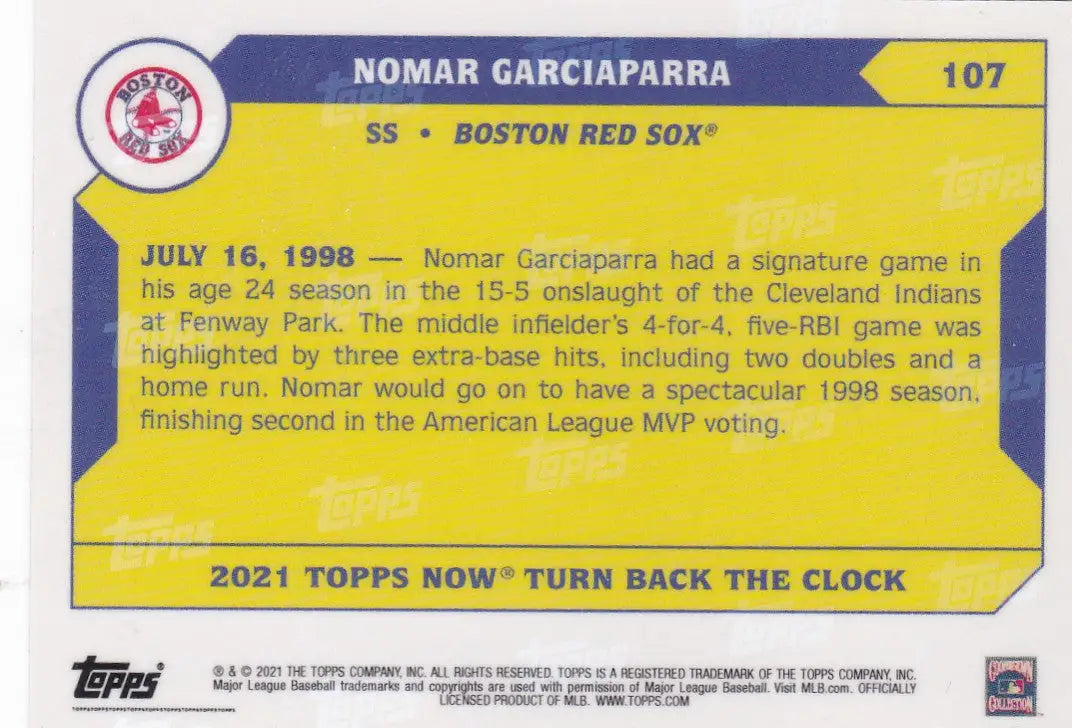 BOSTON
RED SOX
NOMAR GARCIAPARRA
107
SS • BOSTON RED SOX®
JULY 16, 1998 — Nomar Garciaparra had a signature game in
his age 24 season in the 15-5 onslaught of the Cleveland Indians
at Fenway Park. The middle infielder's 4-for-4, five-RBI game was
highlighted by three extra-base hits, including two doubles and a
home run. Nomar would go on to have a spectacular 1998 season,
finishing second in the American League MVP voting.
2021 TOPPS NOW® TURN BACK THE CLOCK
Topps®
® & © 2021 THE TOPPS COMPANY, INC. ALL RIGHTS RESERVED. TOPPS IS A REGISTERED TRADEMARK OF THE TOPPS COMPANY, INC.
Major League Baseball trademarks and copyrights are used with permission of Major League Baseball. Visit MLB.com. OFFICIALLY
LICENSED PRODUCT OF MLB. WWW.TOPPS.COM
COOPERSTOWN
COLLECTION